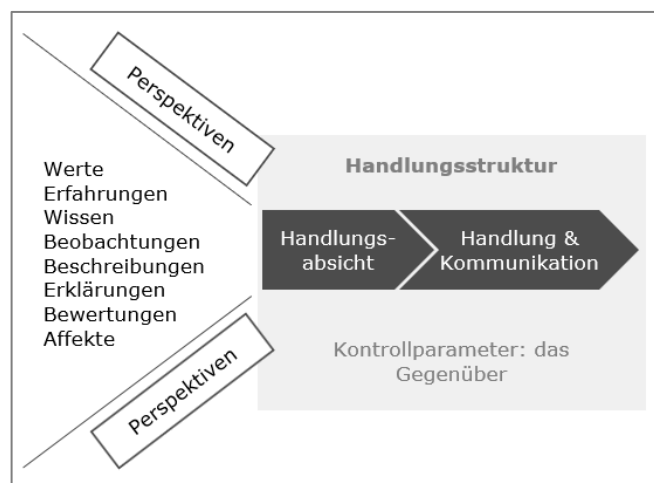 Perspektiven
Werte
Erfahrungen
Wissen
Beobachtungen
Beschreibungen
Erklärungen
Bewertungen
Affekte
Perspektiven
Handlungsstruktur
Handlungs-
absicht
Handlung &
Kommunikation
Kontrollparameter: das
Gegenüber